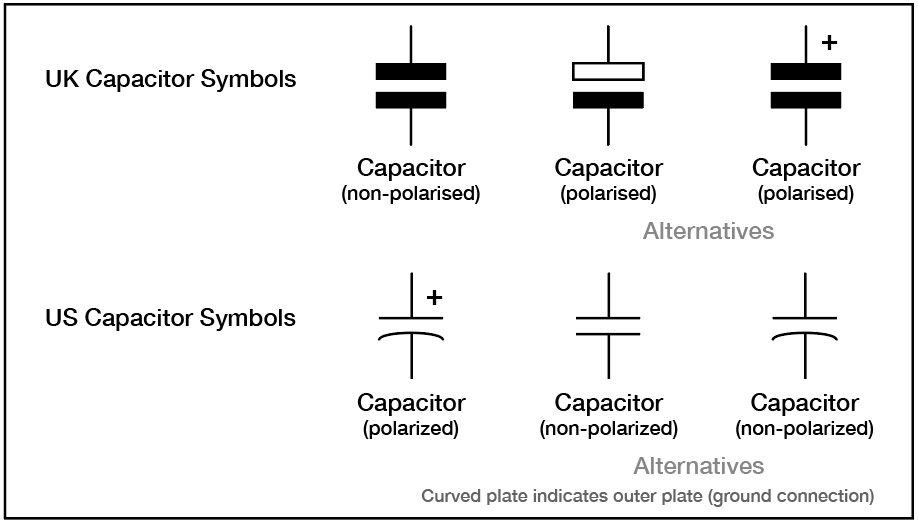 UK Capacitor Symbols
+
Capacitor
(non-polarised)
Capacitor
(polarised)
Capacitor
(polarised)
Alternatives
US Capacitor Symbols
+
Capacitor
(polarized)
Capacitor
(non-polarized)
Capacitor
(non-polarized)
Alternatives
Curved plate indicates outer plate (ground connection)